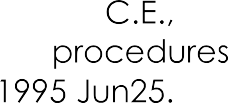 C.E.,
procedures
1995 Jun25.